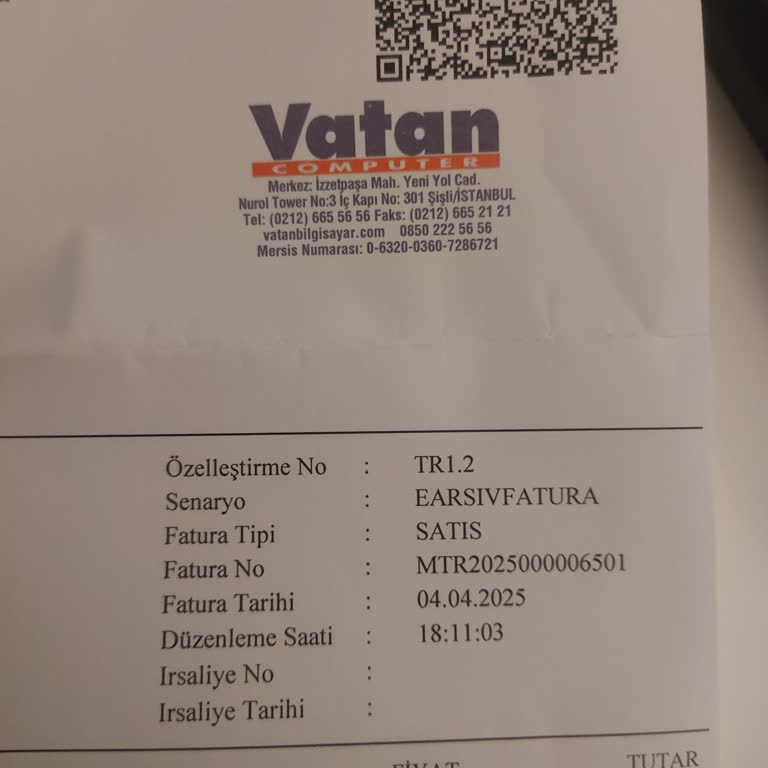 Vatan
COMPUTER
Merkez: İzzetpaşa Mah. Yeni Yol Cad.
Nurol Tower No:3 İç Kapı No: 301 Şişli/İSTANBUL
Tel: (0212) 665 56 56 Faks: (0212) 665 21 21
vatanbilgisayar.com 0850 222 56 56
Mersis Numarası: 0-6320-0360-7286721
Özelleştirme No : TR1.2
Senaryo : EARSIVFATURA
Fatura Tipi : SATIS
Fatura No : MTR2025000006501
Fatura Tarihi : 04.04.2025
Düzenleme Saati : 18:11:03
Irsaliye No :
Irsaliye Tarihi :
FİYAT TUTAR